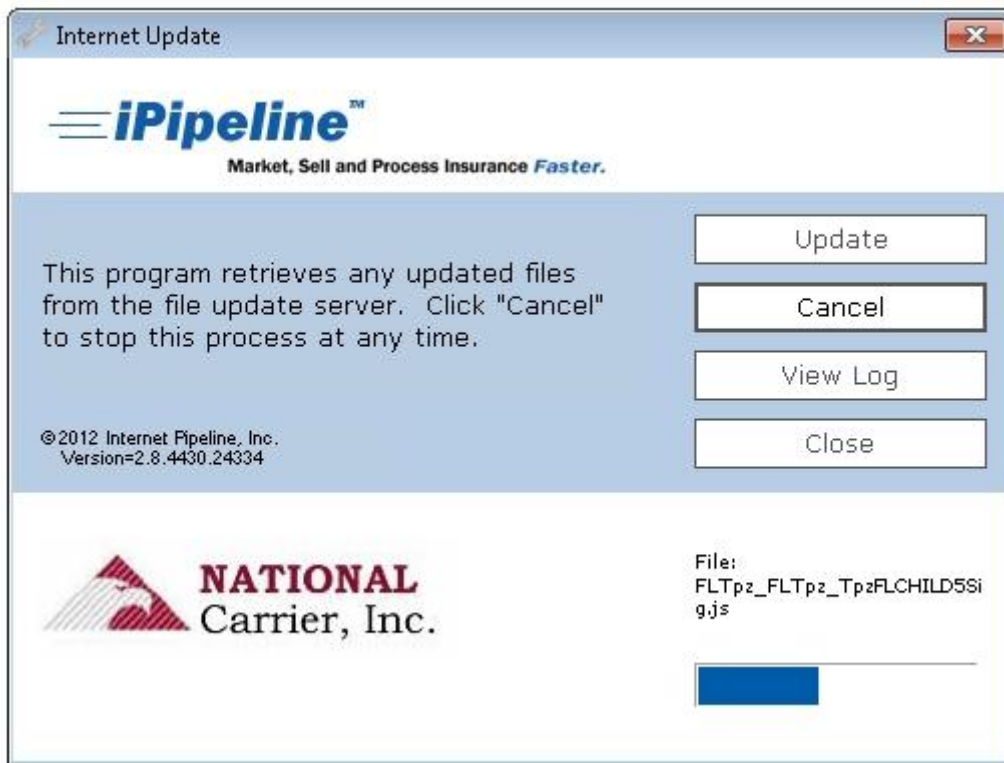 Internet Update
iPipeline™
Market, Sell and Process Insurance Faster.
This program retrieves any updated files
from the file update server.  Click "Cancel"
to stop this process at any time.
©2012 Internet Pipeline, Inc.
Version=2.8.4430.24334
Update
Cancel
View Log
Close
NATIONAL
Carrier, Inc.
File:
FLTpz_FLTpz_TpzFLCHILD5Si
g.js